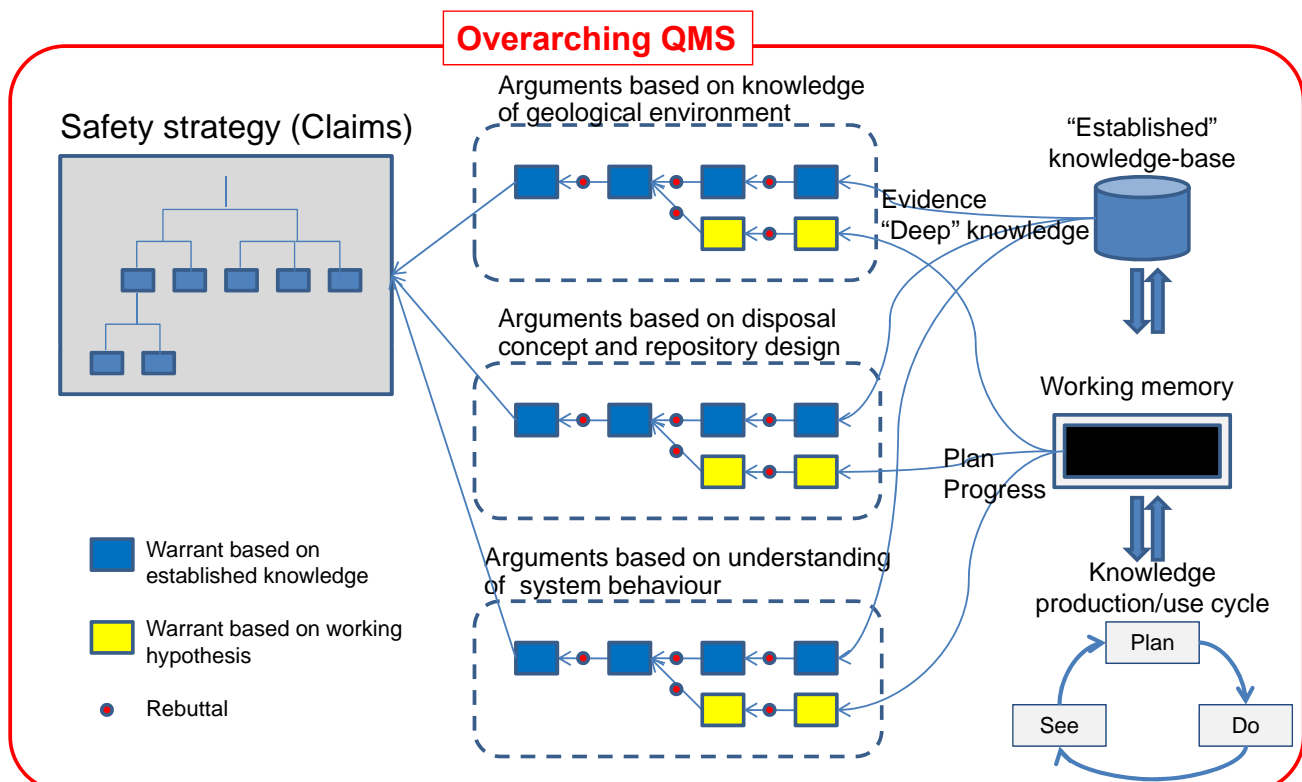 Overarching QMS
Safety strategy (Claims)
Arguments based on knowledge
of geological environment
"Established"
knowledge-base
Evidence
"Deep" knowledge
Arguments based on disposal
concept and repository design
Working memory
Plan
Progress
Warrant based on
established knowledge
Warrant based on working
hypothesis
Rebuttal
Arguments based on understanding
of system behaviour
Knowledge
production/use cycle
Plan
See
Do